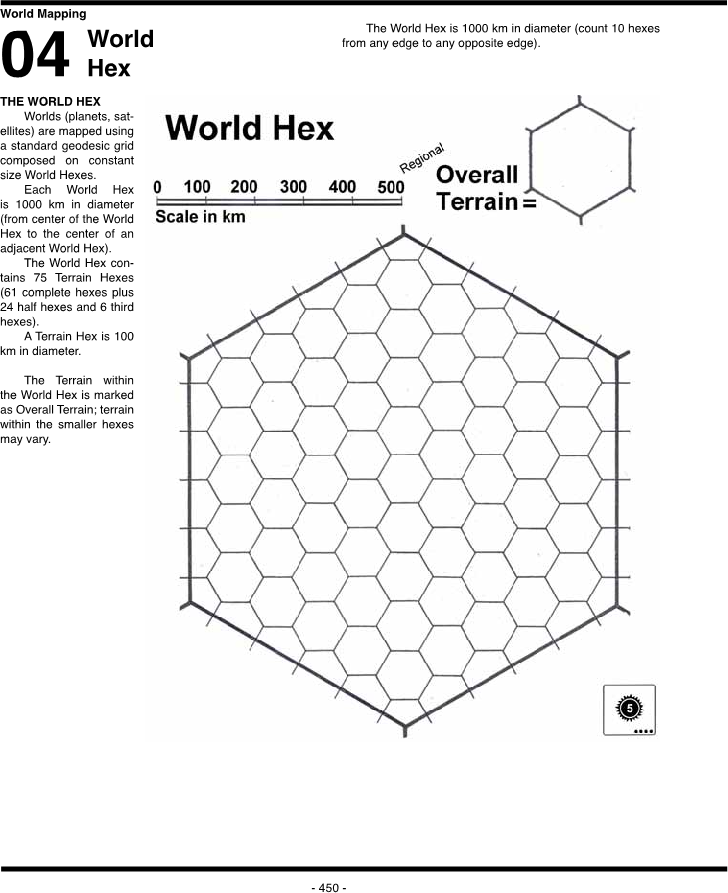 World Mapping
04 World
Hex
The World Hex is 1000 km in diameter (count 10 hexes
from any edge to any opposite edge).
THE WORLD HEX
Worlds (planets, sat-
ellites) are mapped using
a standard geodesic grid
composed on constant
size World Hexes.
Each World Hex
is 1000 km in diameter
(from center of the World
Hex to the center of an
adjacent World Hex).
The World Hex con-
tains 75 Terrain Hexes
(61 complete hexes plus
24 half hexes and 6 third
hexes).
A Terrain Hex is 100
km in diameter.
The Terrain within
the World Hex is marked
as Overall Terrain; terrain
within the smaller hexes
may vary.
World Hex
0 100 200 300 400 500
Scale in km
Regional
Overall
Terrain =
5
- 450 -